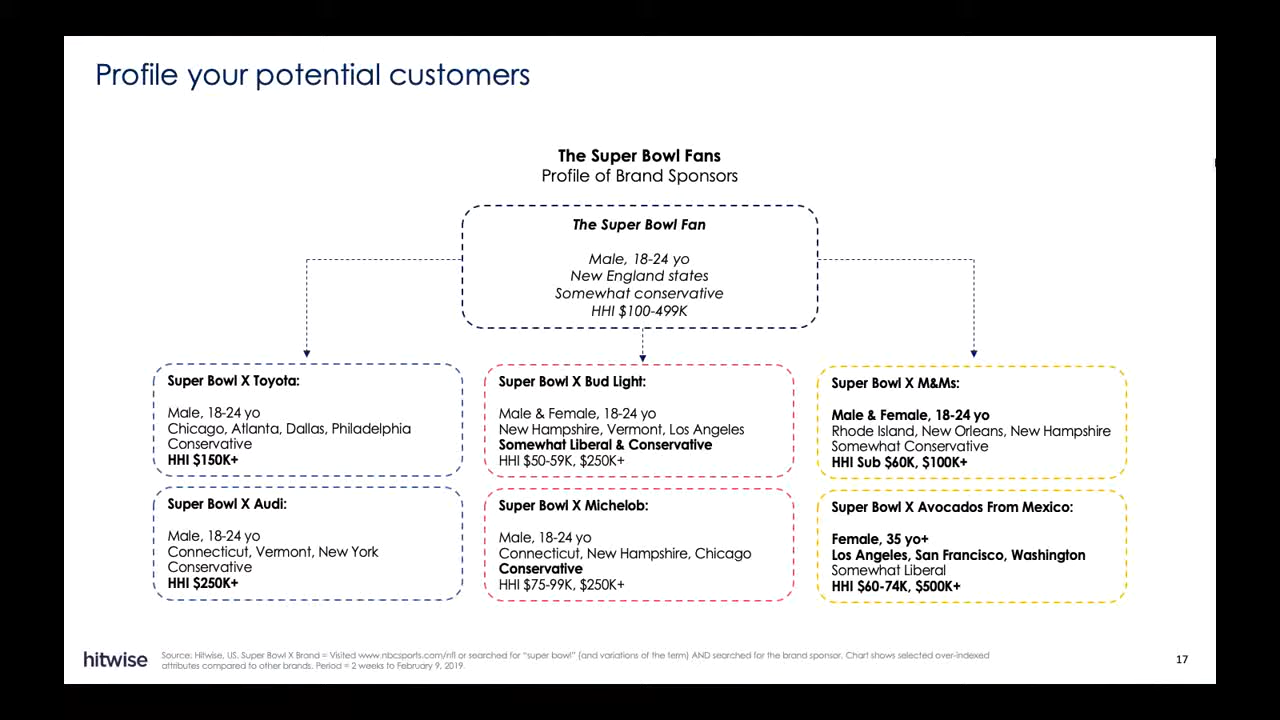 Profile your potential customers
The Super Bowl Fans
Profile of Brand Sponsors
The Super Bowl Fan
Male, 18-24 yo
New England states
Somewhat conservative
HHI $100-499K
Super Bowl X Toyota:
Male, 18-24 yo
Chicago, Atlanta, Dallas, Philadelphia
Conservative
HHI $150K+
Super Bowl X Bud Light:
Male & Female, 18-24 yo
New Hampshire, Vermont, Los Angeles
Somewhat Liberal & Conservative
HHI $50-59K, $250K+
Super Bowl X M&Ms:
Male & Female, 18-24 yo
Rhode Island, New Orleans, New Hampshire
Somewhat Conservative
HHI Sub $60K, $100K+
Super Bowl X Audi:
Male, 18-24 yo
Connecticut, Vermont, New York
Conservative
HHI $250K+
Super Bowl X Michelob:
Male, 18-24 yo
Connecticut, New Hampshire, Chicago
Conservative
HHI $75-99K, $250K+
Super Bowl X Avocados From Mexico:
Female, 35 yo+
Los Angeles, San Francisco, Washington
Somewhat Liberal
HHI $60-74K, $500K+
hitwise
Source: Hitwise, US. Super Bowl X Brand = Visited www.nbcsports.com/nfl or searched for "super bowl" (and variations of the term) AND searched for the brand sponsor. Chart shows selected over-indexed
attributes compared to other brands. Period = 2 weeks to February 9, 2019.
17